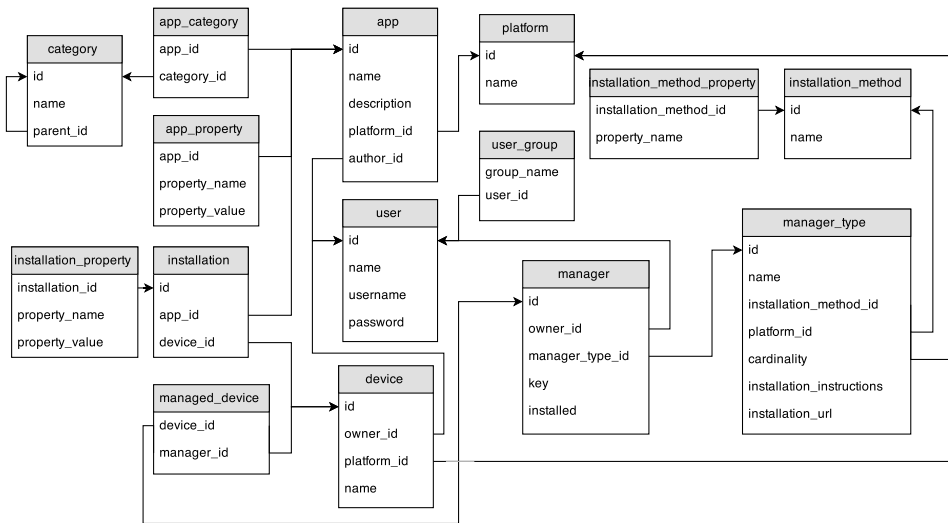 category
id
name
parent_id
app_category
app_id
category_id
app_property
app_id
property_name
property_value
app
id
name
description
platform_id
author_id
platform
id
name
user_group
group_name
user_id
installation_method_property
installation_method_id
property_name
installation_method
id
name
user
id
name
username
password
installation_property
installation_id
property_name
property_value
installation
id
app_id
device_id
manager
id
owner_id
manager_type_id
key
installed
manager_type
id
name
installation_method_id
platform_id
cardinality
installation_instructions
installation_url
managed_device
device_id
manager_id
device
id
owner_id
platform_id
name